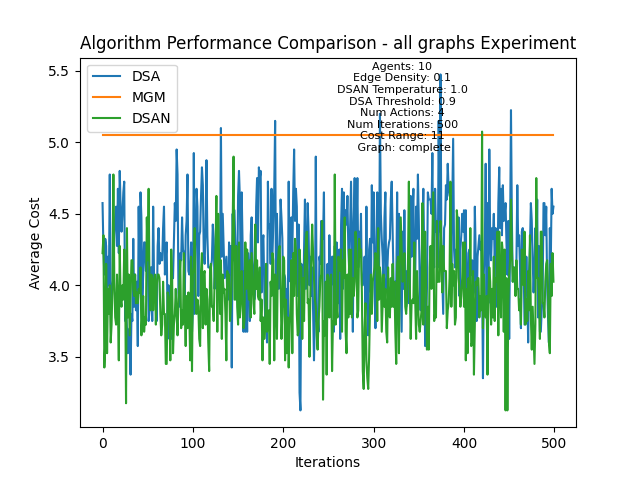 Algorithm Performance Comparison - all graphs Experiment
DSA
MGM
DSAN
Agents: 10
Edge Density: 0.1
DSAN Temperature: 1.0
DSA Threshold: 0.9
Num Actions: 4
Num Iterations: 500
Cost Range: 11
Graph: complete
Average Cost
5.5
5.0
4.5
4.0
3.5
0
100
200
300
400
500
Iterations